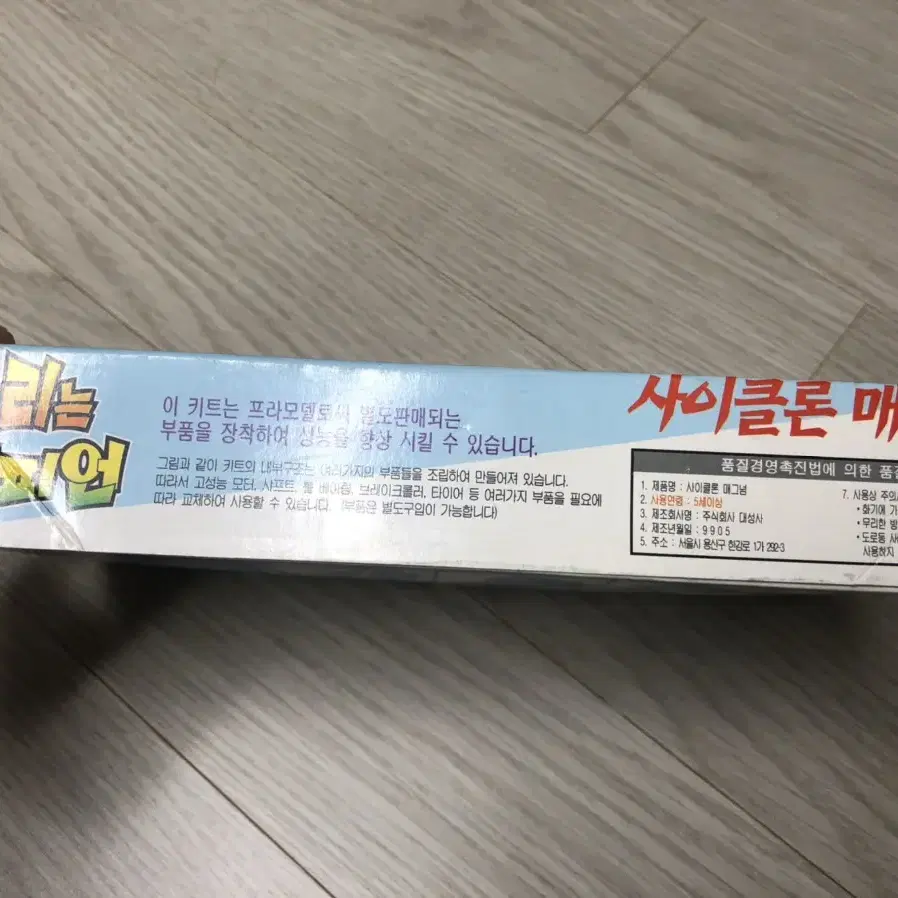 리는
피언
이 키트는 프라모델로써 별도판매되는
부품을 장착하여 성능을 향상 시킬 수 있습니다.
그림과 같이 키트의 내부구조는 여러가지의 부품들을 조립하여 만들어져 있습니다.
따라서 고성능 모터, 샤프트, 볼 베아링, 브레이크롤러, 타이어 등 여러가지 부품을 필요에
따라 교체하여 사용할 수 있습니다. (부품은 별도구입이 가능합니다)
사이클론 매
품질경영촉진법에 의한 품질
1. 제품명 : 사이클론 매그넘
2. 사용연령 : 5세이상
3. 제조회사명 : 주식회사 대성사
4. 제조년월일 : 9905
5. 주소 : 서울시 용산구 한강로 1가 292-3
7. 사용상 주의
• 화기에 가
• 무리한 방
• 도로등 사
사용하지